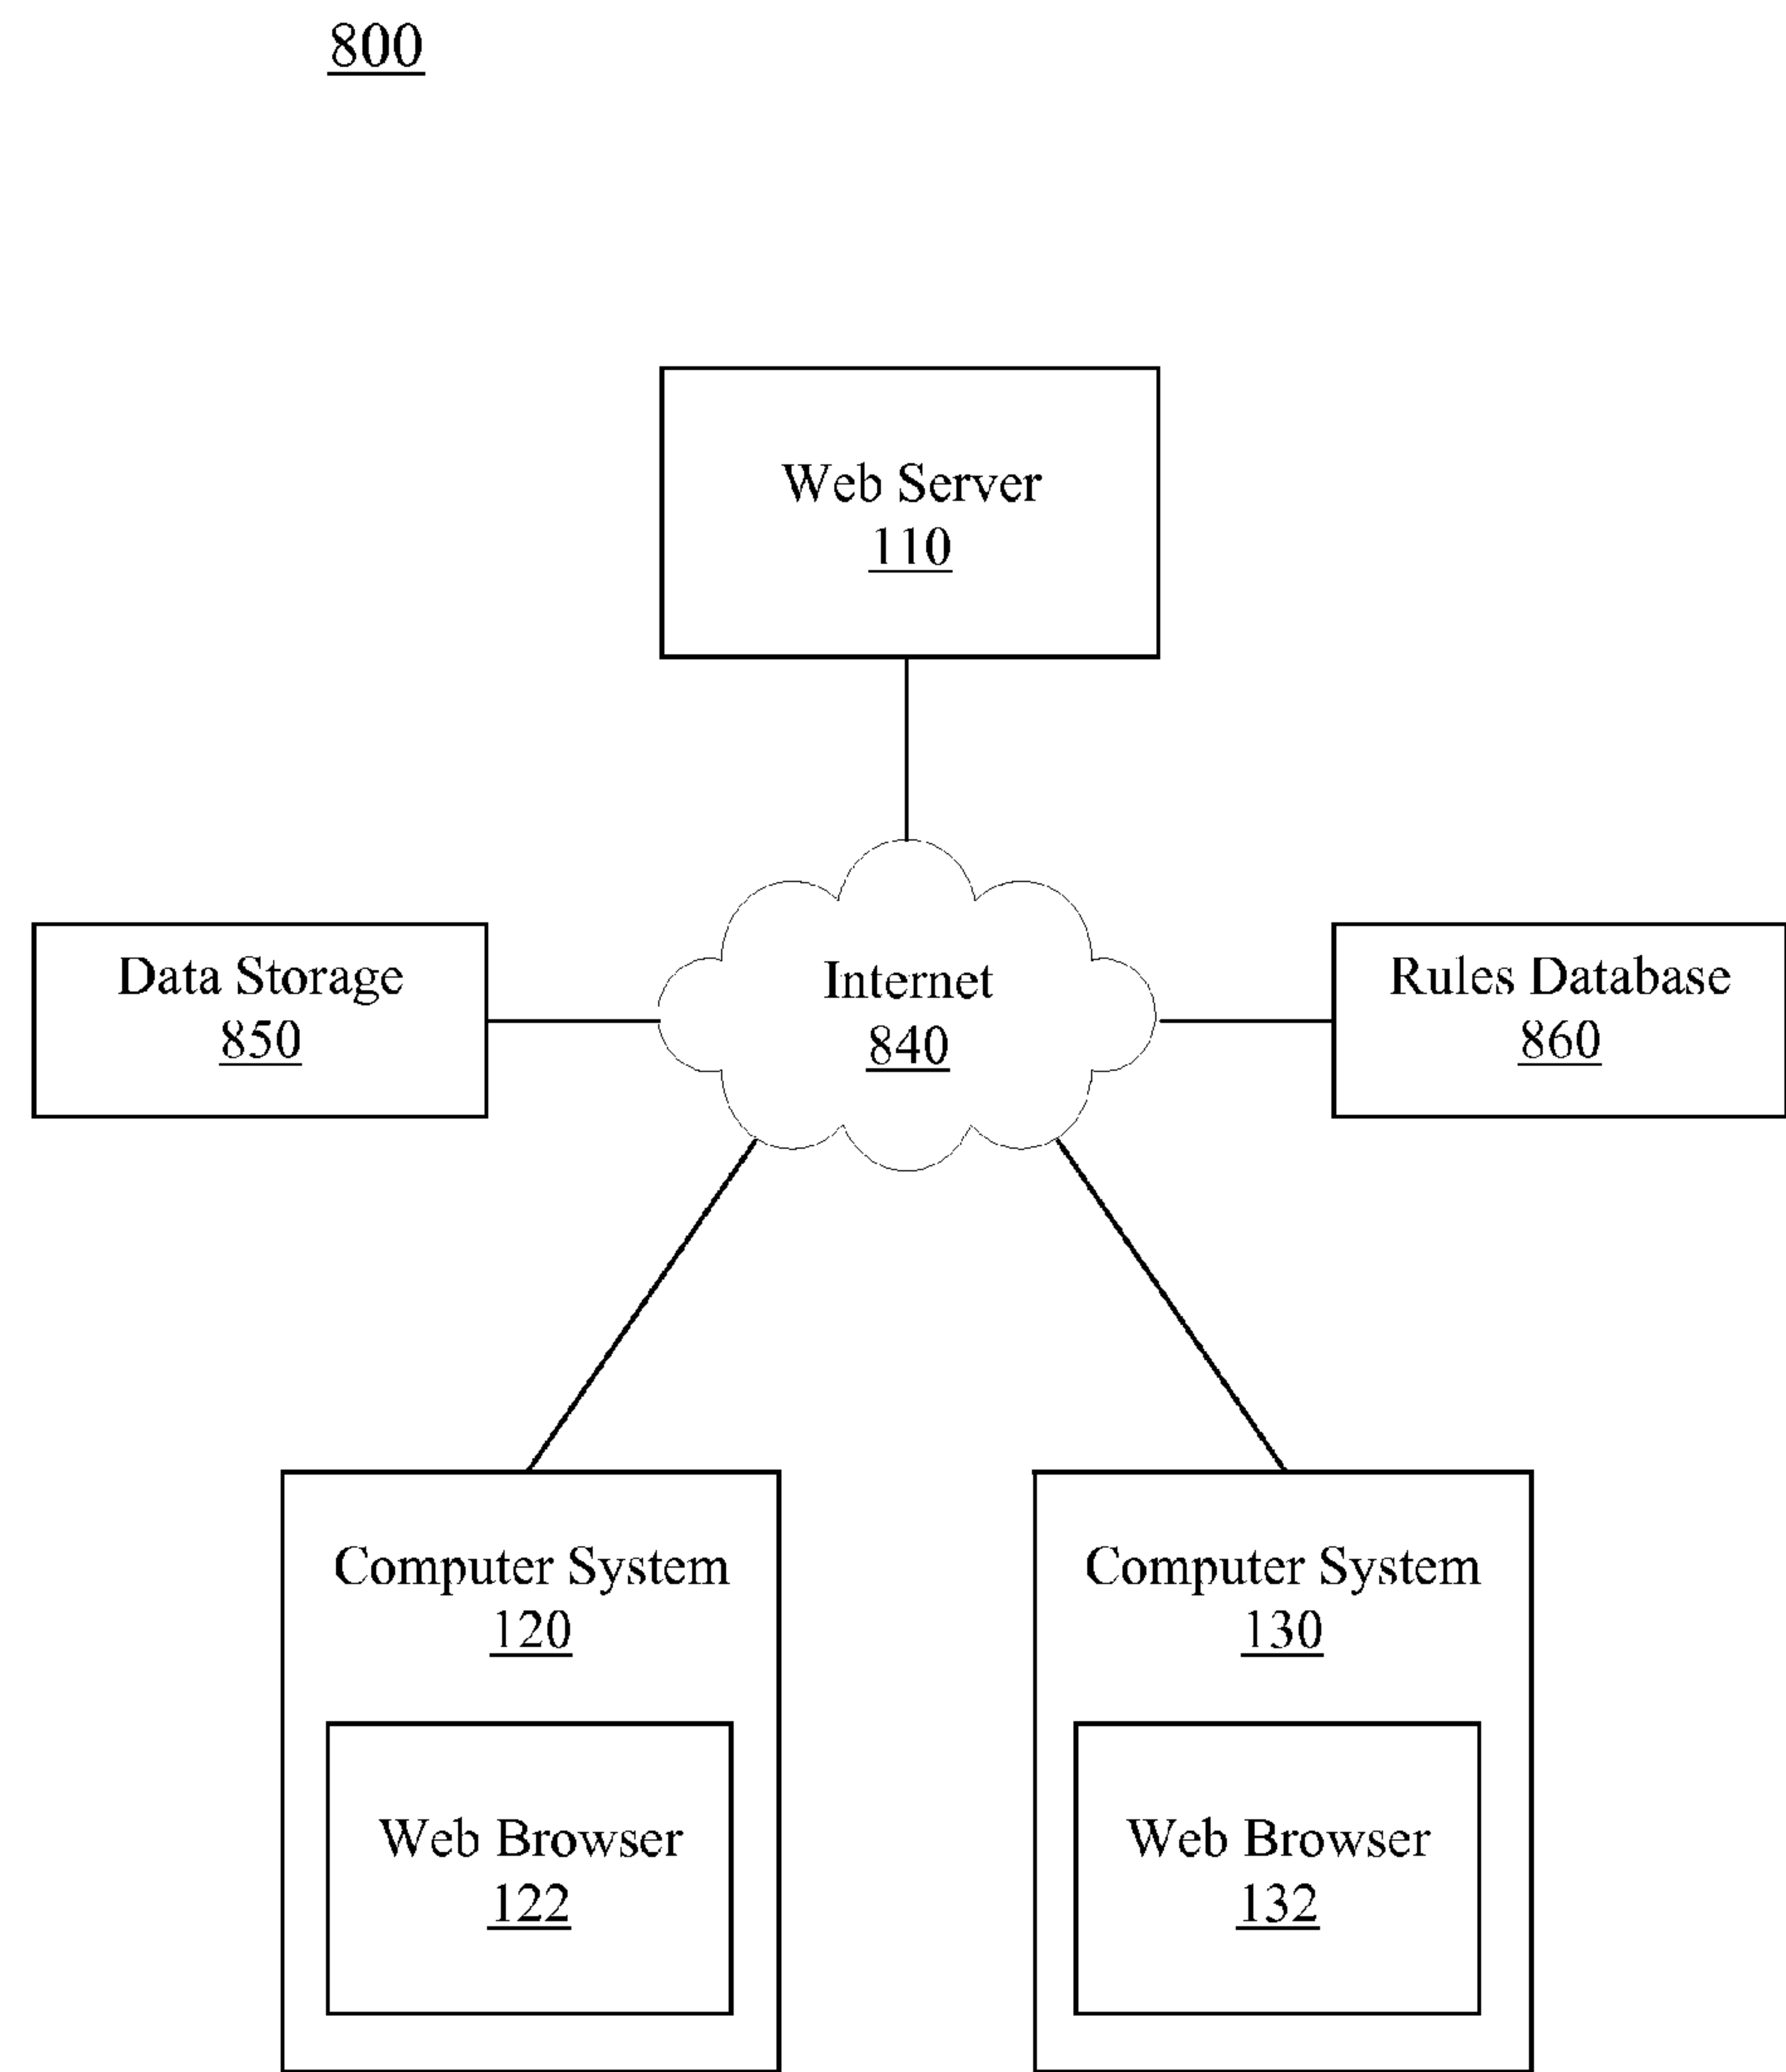 800
Web Server
110
Data Storage
850
Internet
840
Rules Database
860
Computer System
120
Web Browser
122
Computer System
130
Web Browser
132